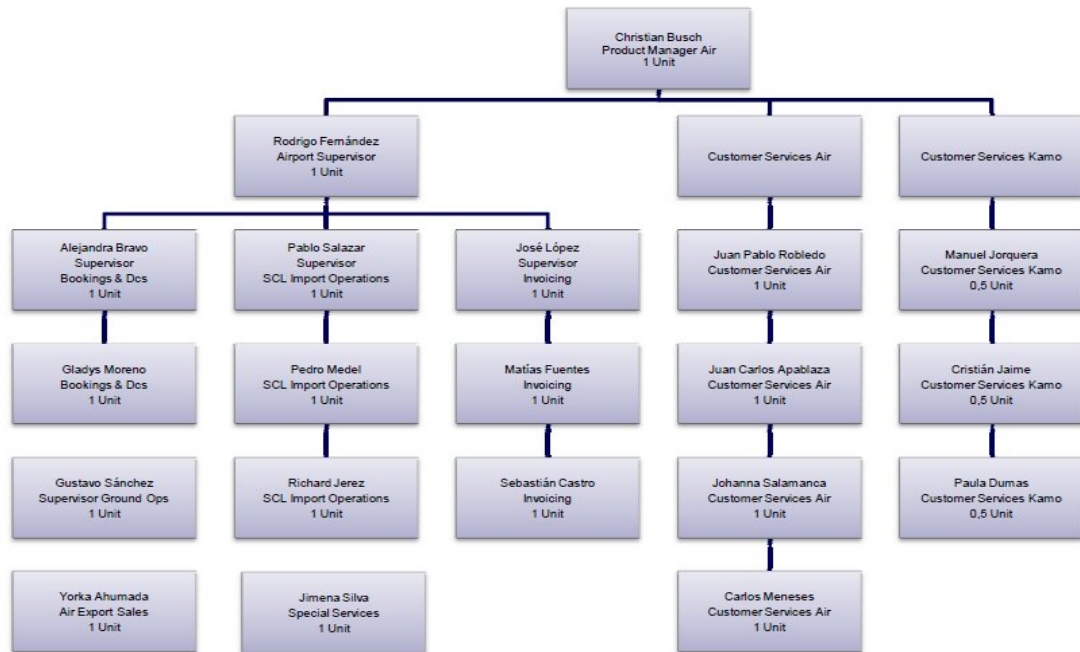 Christian Busch
Product Manager Air
1 Unit
Rodrigo Fernández
Airport Supervisor
1 Unit
Customer Services Air
Customer Services Kamo
Alejandra Bravo
Supervisor
Bookings & Dcs
1 Unit
Pablo Salazar
Supervisor
SCL Import Operations
1 Unit
José López
Supervisor
Invoicing
1 Unit
Juan Pablo Robledo
Customer Services Air
1 Unit
Manuel Jorquera
Customer Services Kamo
0,5 Unit
Gladys Moreno
Bookings & Dcs
1 Unit
Pedro Medel
SCL Import Operations
1 Unit
Matías Fuentes
Invoicing
1 Unit
Juan Carlos Apablaza
Customer Services Air
1 Unit
Cristián Jaime
Customer Services Kamo
0,5 Unit
Gustavo Sánchez
Supervisor Ground Ops
1 Unit
Richard Jerez
SCL Import Operations
1 Unit
Sebastián Castro
Invoicing
1 Unit
Johanna Salamanca
Customer Services Air
1 Unit
Paula Dumas
Customer Services Kamo
0,5 Unit
Yorka Ahumada
Air Export Sales
1 Unit
Jimena Silva
Special Services
1 Unit
Carlos Meneses
Customer Services Air
1 Unit